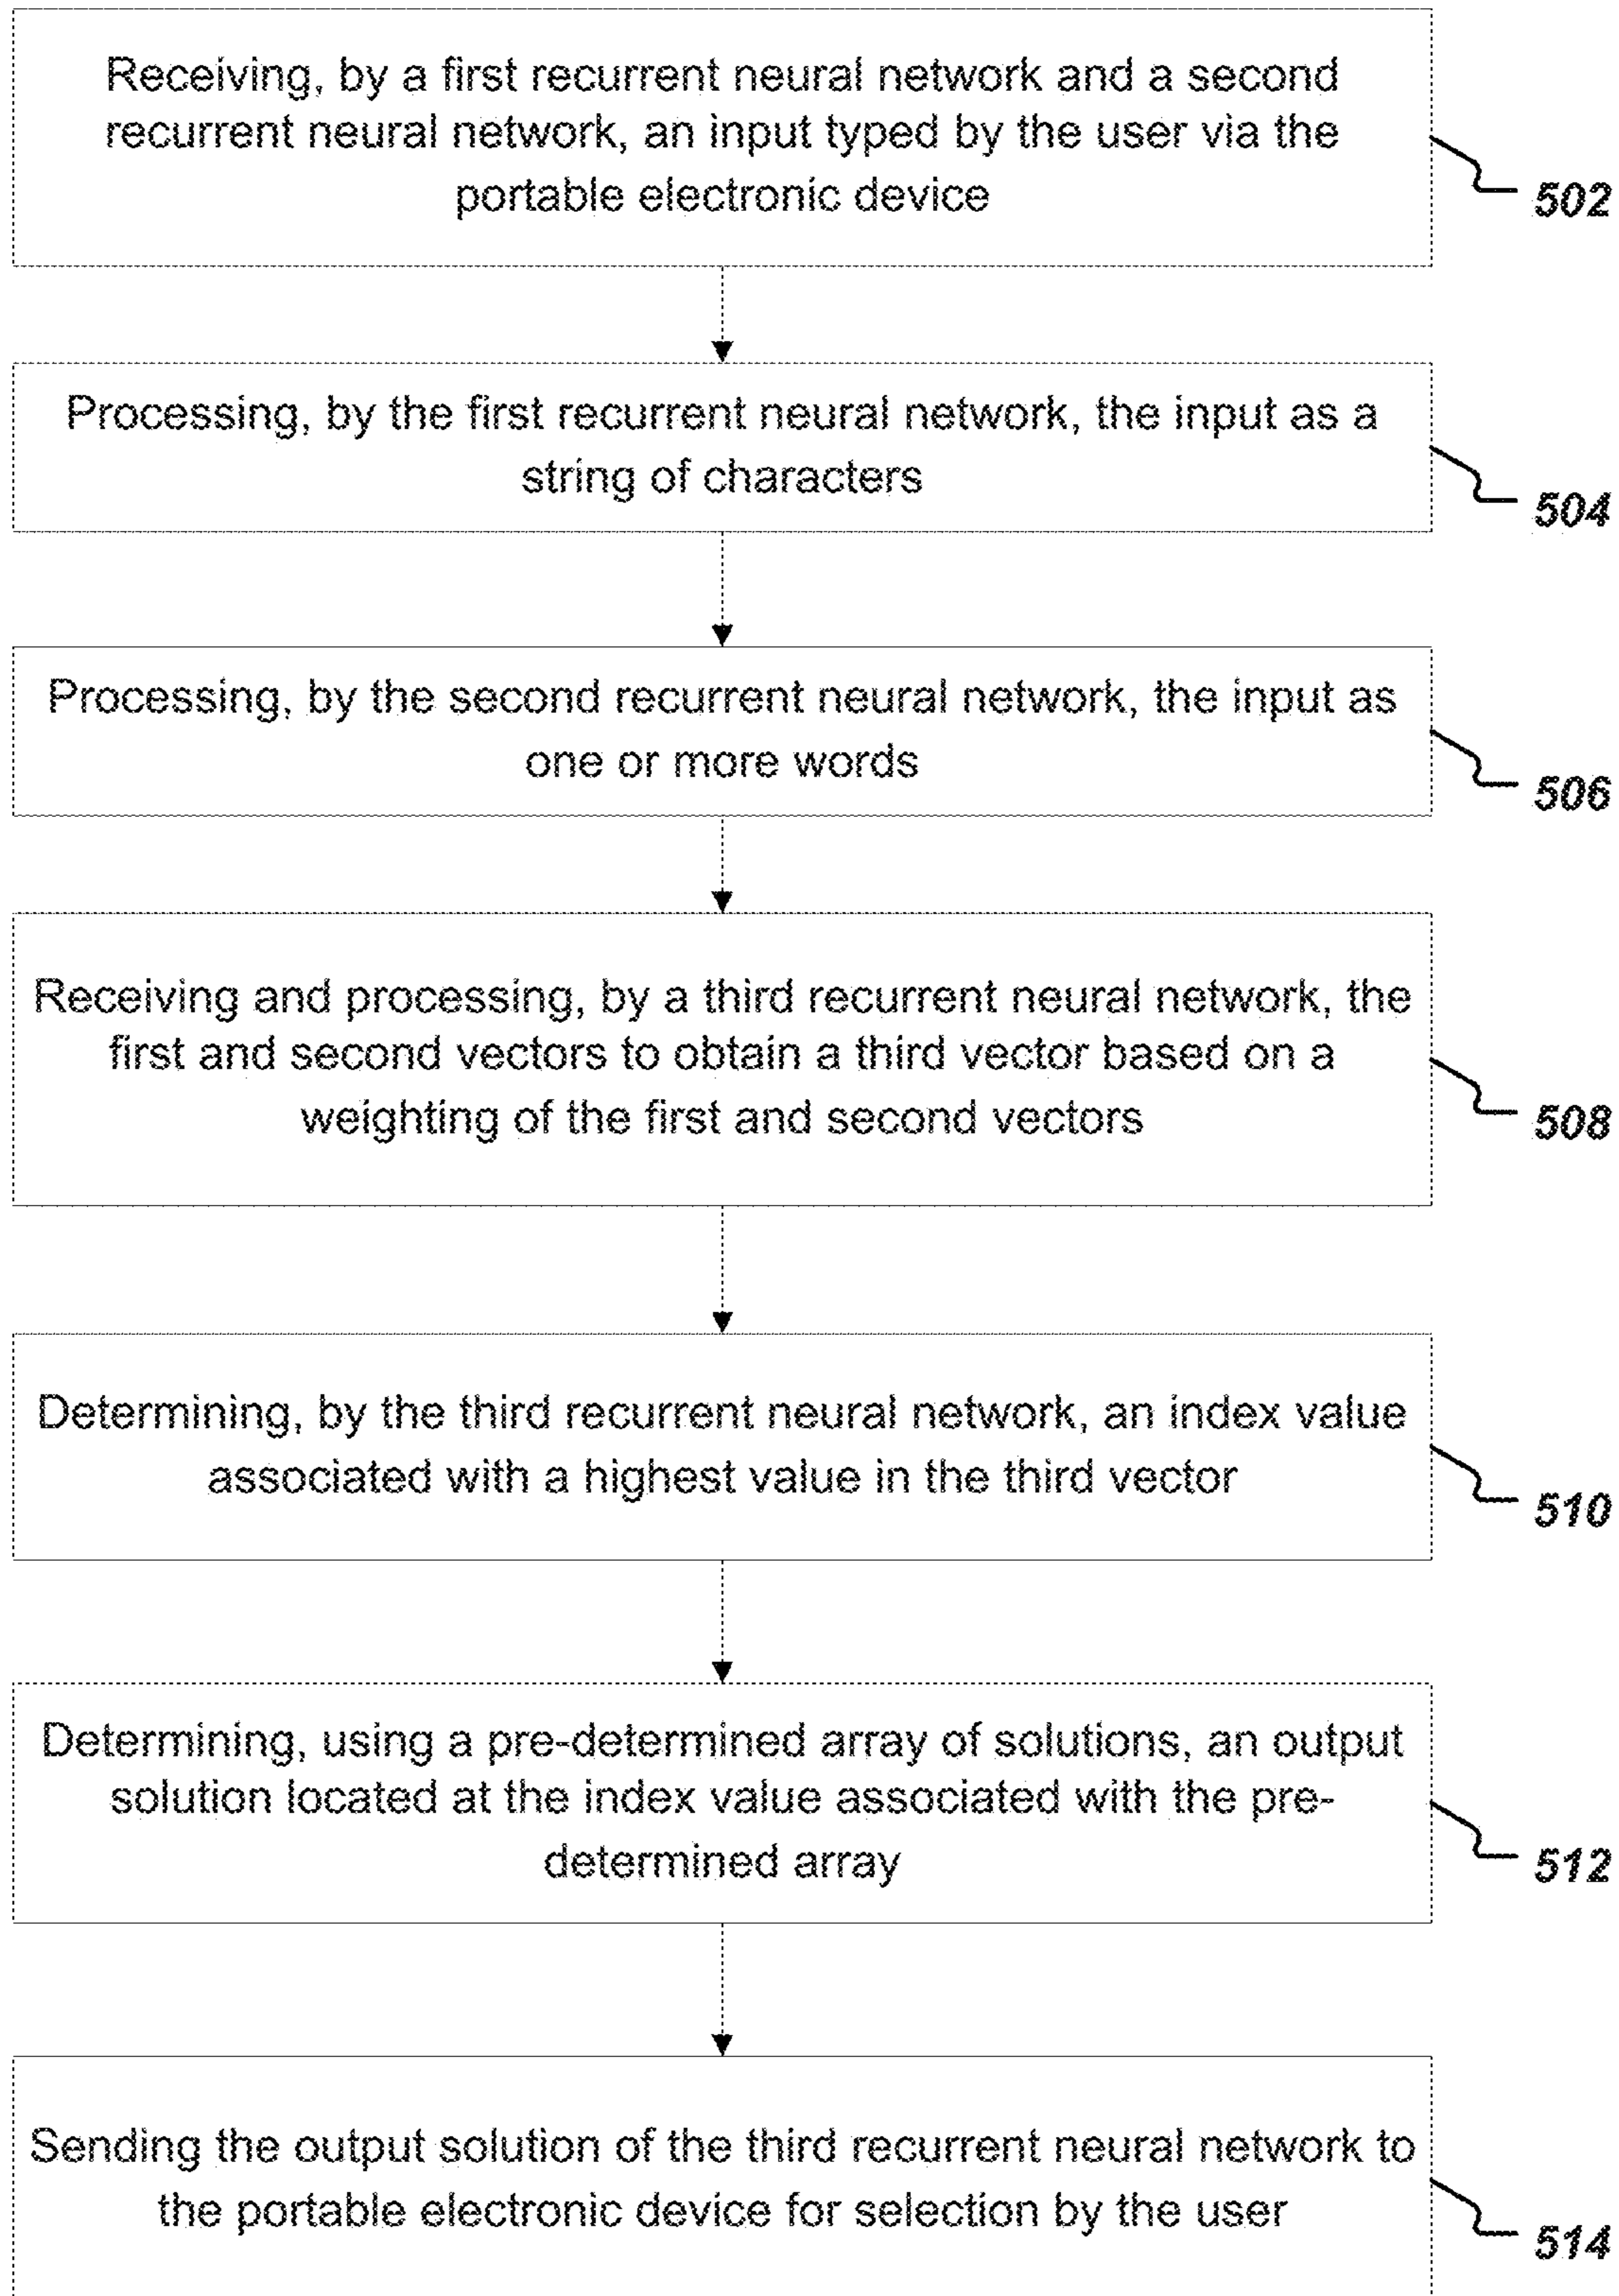 Receiving, by a first recurrent neural network and a second
recurrent neural network, an input typed by the user via the
portable electronic device
502
Processing, by the first recurrent neural network, the input as a
string of characters
504
Processing, by the second recurrent neural network, the input as
one or more words
506
Receiving and processing, by a third recurrent neural network, the
first and second vectors to obtain a third vector based on a
weighting of the first and second vectors
508
Determining, by the third recurrent neural network, an index value
associated with a highest value in the third vector
510
Determining, using a pre-determined array of solutions, an output
solution located at the index value associated with the pre-
determined array
512
Sending the output solution of the third recurrent neural network to
the portable electronic device for selection by the user
514